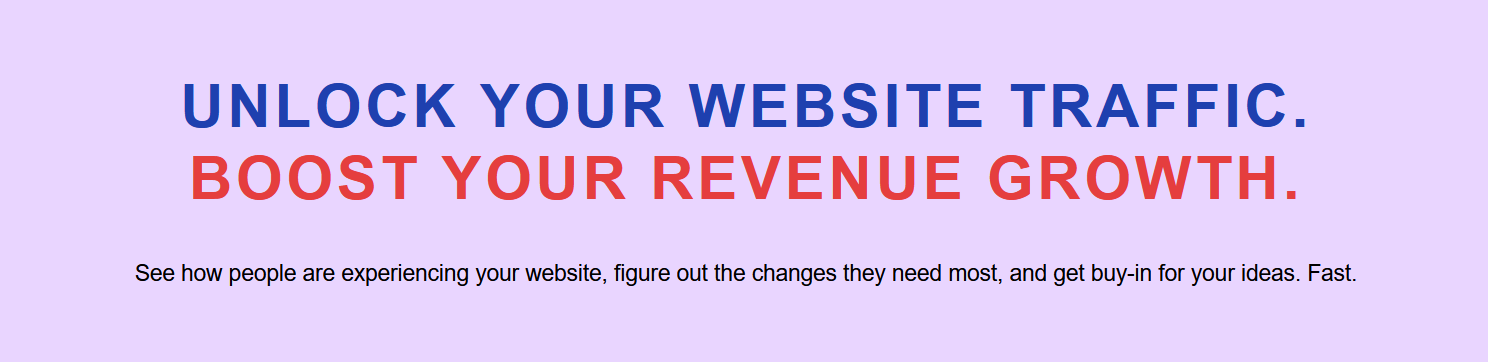 UNLOCK YOUR WEBSITE TRAFFIC.
BOOST YOUR REVENUE GROWTH.
See how people are experiencing your website, figure out the changes they need most, and get buy-in for your ideas. Fast.